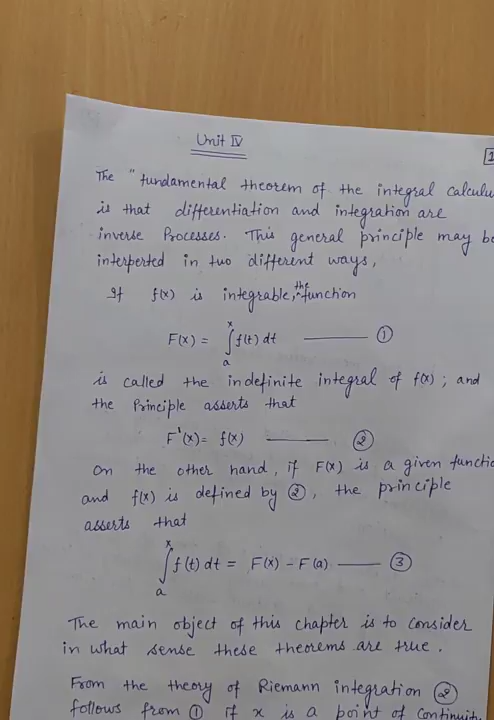 Unit IV
1
The "fundamental theorem of the integral calculu
is that differentiation and integration are
inverse Processes. This general principle may be
interperted in two different ways,
If f(x) is integrable, the function
F(x) = ∫ₐˣ f(t) dt ——— ①
is called the indefinite integral of f(x) ; and
the Principle asserts that
F'(x) = f(x) ——— ②
On the other hand, if F(x) is a given functio
and f(x) is defined by ②, the principle
asserts that
∫ₐˣ f(t) dt = F(x) - F(a) ——— ③
The main object of this chapter is to consider
in what sense these theorems are true.
From the theory of Riemann integration ②
follows from ① if x is a point of continuity